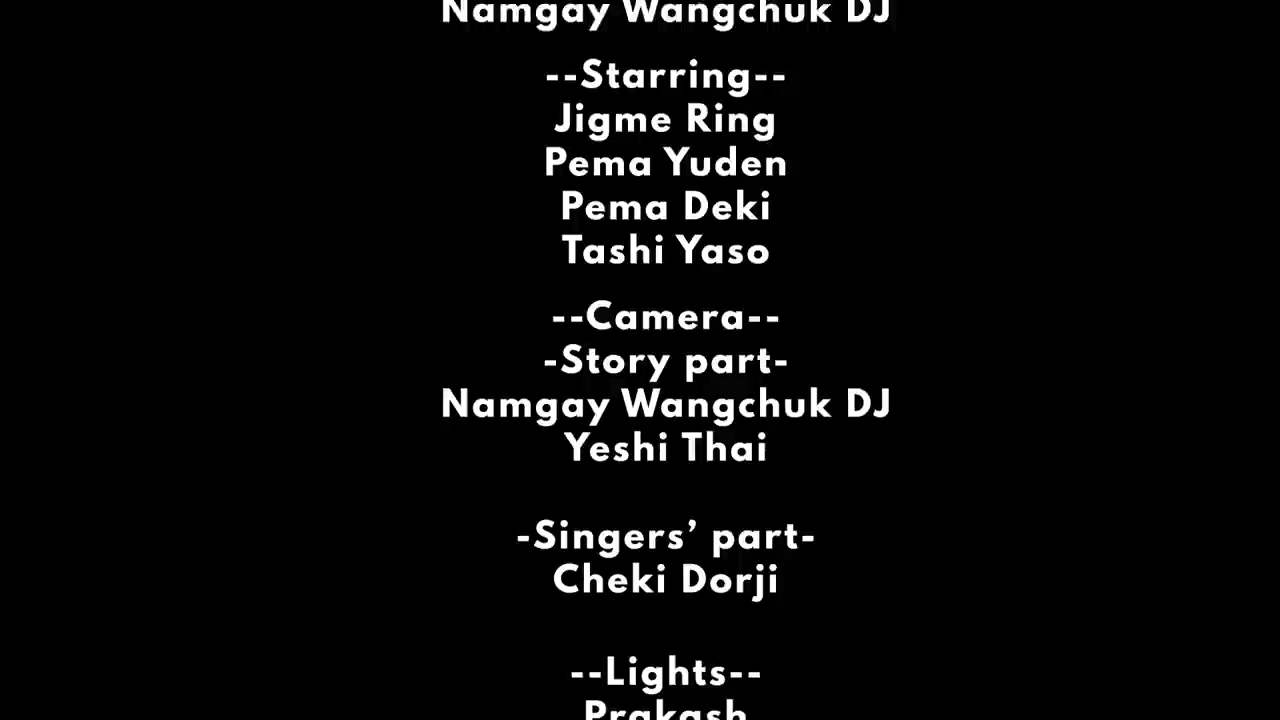 Namgay Wangchuk DJ
--Starring--
Jigme Ring
Pema Yuden
Pema Deki
Tashi Yaso
--Camera--
-Story part-
Namgay Wangchuk DJ
Yeshi Thai
-Singers’ part-
Cheki Dorji
--Lights--
Prakash